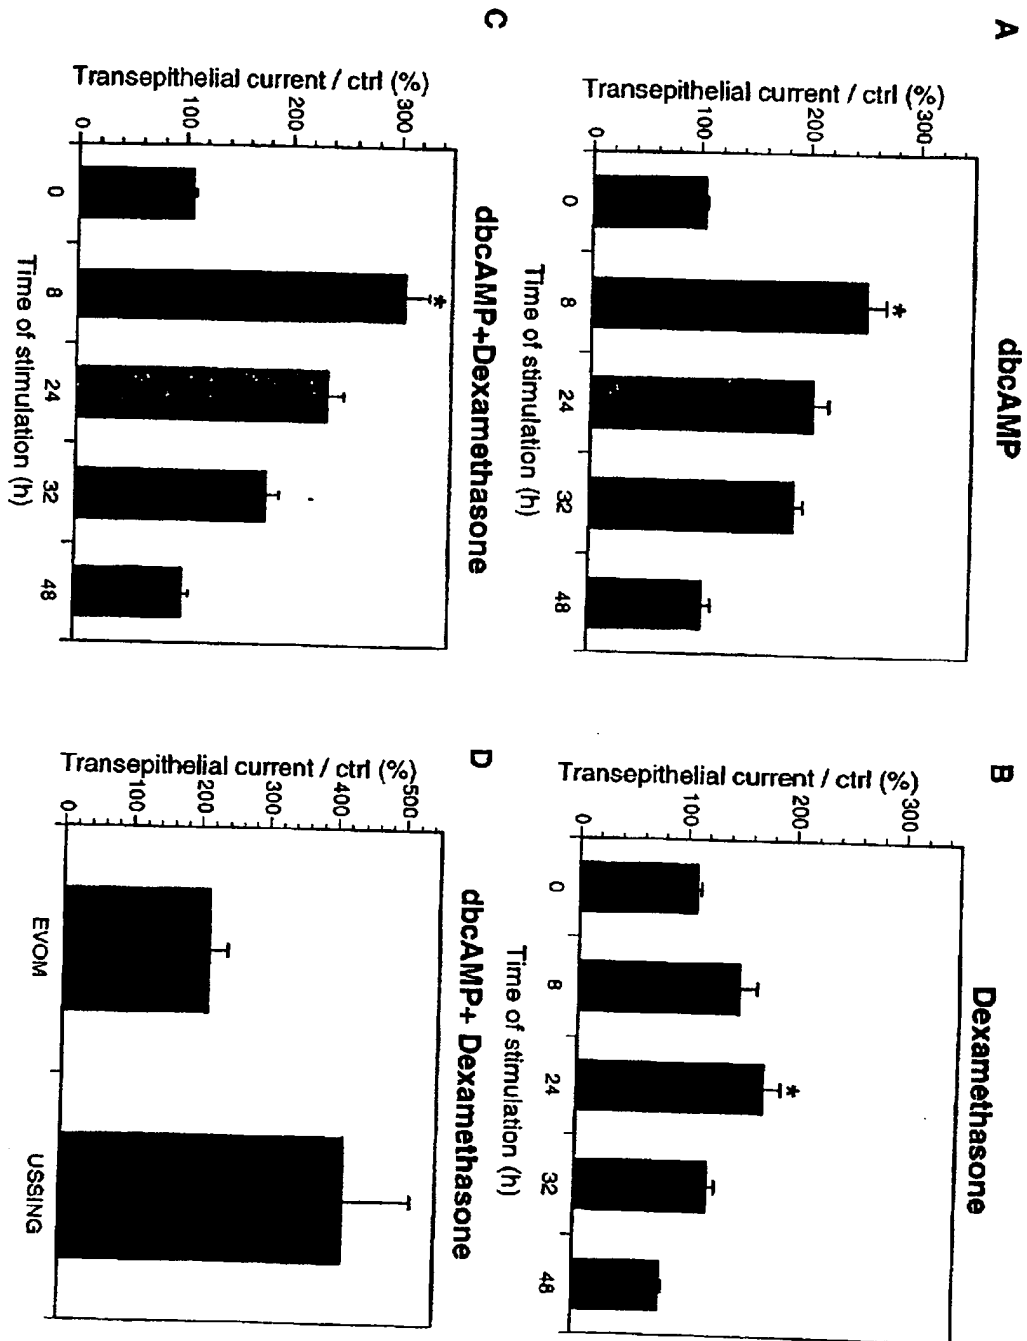 A
dbcAMP
Transepithelial current / ctrl (%)
0 100 200 300
*
0 8 24 32 48
Time of stimulation (h)
B
Dexamethasone
Transepithelial current / ctrl (%)
0 100 200 300
*
0 8 24 32 48
Time of stimulation (h)
C
dbcAMP+Dexamethasone
Transepithelial current / ctrl (%)
0 100 200 300
*
0 8 24 32 48
Time of stimulation (h)
D
dbcAMP+ Dexamethasone
Transepithelial current / ctrl (%)
0 100 200 300 400 500
EVOM USSING